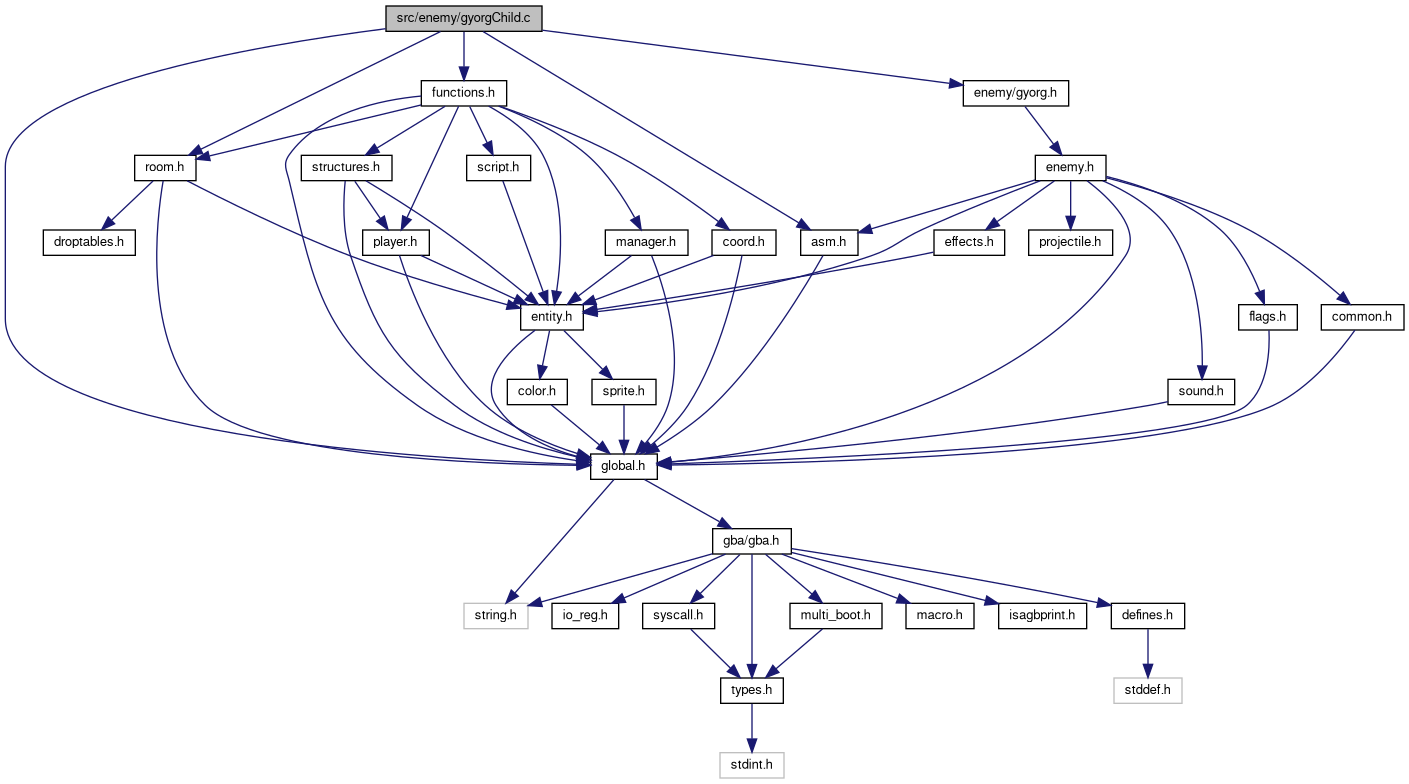 src/enemy/gyorgChild.c
functions.h
enemy/gyorg.h
room.h
structures.h
script.h
enemy.h
droptables.h
player.h
manager.h
coord.h
asm.h
effects.h
projectile.h
entity.h
flags.h
common.h
color.h
sprite.h
sound.h
global.h
gba/gba.h
string.h
io_reg.h
syscall.h
multi_boot.h
macro.h
isagbprint.h
defines.h
types.h
stddef.h
stdint.h